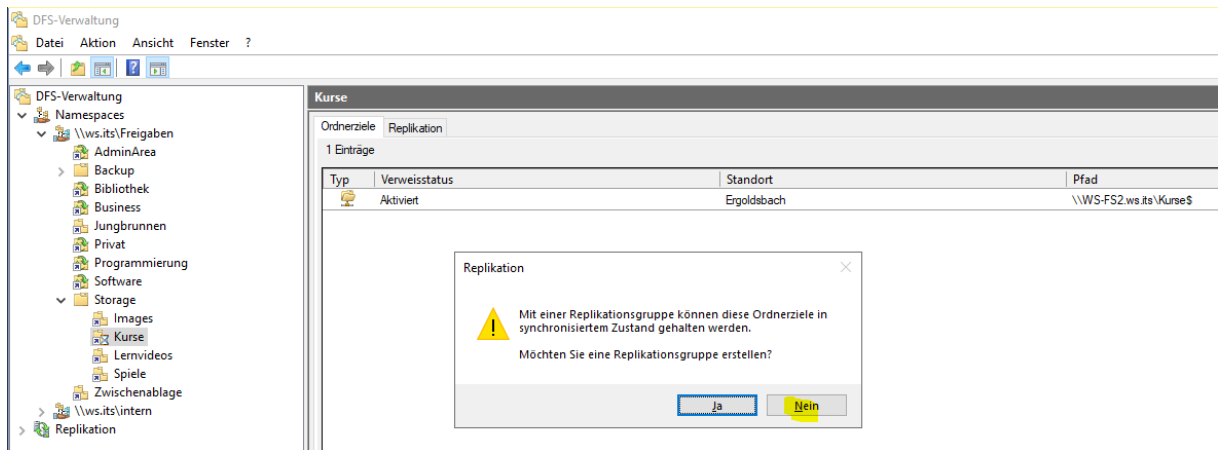 DFS-Verwaltung
Datei Aktion Ansicht Fenster ?
DFS-Verwaltung
Namespaces
\\ws.its\Freigaben
AdminArea
Backup
Bibliothek
Business
Jungbrunnen
Privat
Programmierung
Software
Storage
Images
Kurse
Lernvideos
Spiele
Zwischenablage
\\ws.its\intern
Replikation
Kurse
Ordnerziele Replikation
1 Einträge
Typ Verweisstatus Standort Pfad
Aktiviert Ergoldsbach \\WS-FS2.ws.its\Kurse$
Replikation
Mit einer Replikationsgruppe können diese Ordnerziele in
synchronisiertem Zustand gehalten werden.
Möchten Sie eine Replikationsgruppe erstellen?
Ja Nein